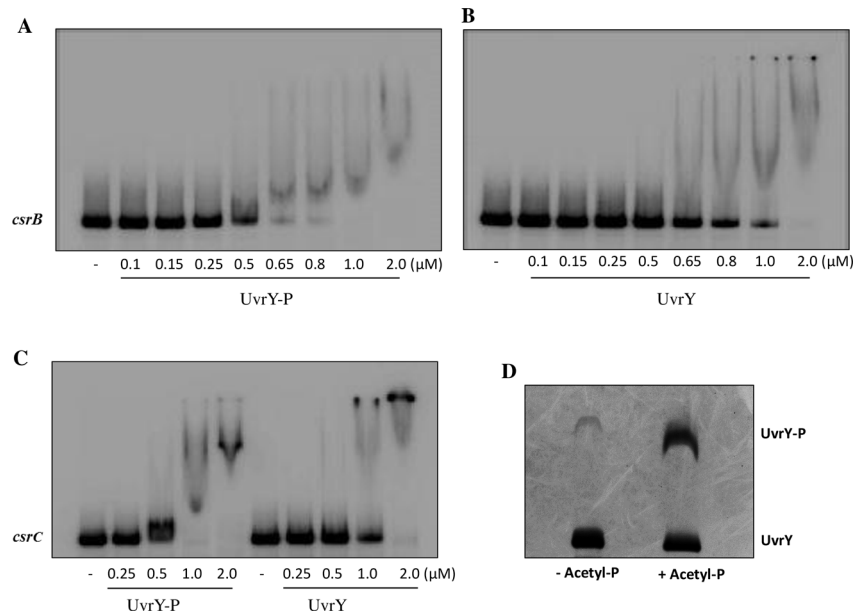 A
csrB
- 0.1 0.15 0.25 0.5 0.65 0.8 1.0 2.0 (µM)
UvrY-P
B
- 0.1 0.15 0.25 0.5 0.65 0.8 1.0 2.0 (µM)
UvrY
C
csrC
- 0.25 0.5 1.0 2.0 - 0.25 0.5 1.0 2.0 (µM)
UvrY-P UvrY
D
UvrY-P
UvrY
- Acetyl-P + Acetyl-P